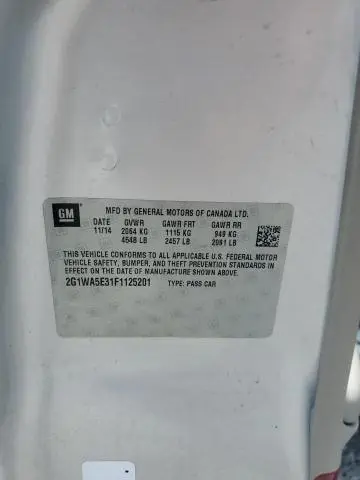 GM
MFD BY GENERAL MOTORS OF CANADA LTD.
DATE GVWR GAWR FRT GAWR RR
11/14 2064 KG 1115 KG 949 KG
4548 LB 2457 LB 2091 LB
THIS VEHICLE CONFORMS TO ALL APPLICABLE U.S. FEDERAL MOTOR
VEHICLE SAFETY, BUMPER, AND THEFT PREVENTION STANDARDS IN
EFFECT ON THE DATE OF MANUFACTURE SHOWN ABOVE.
2G1WA5E31F1125201 TYPE: PASS CAR